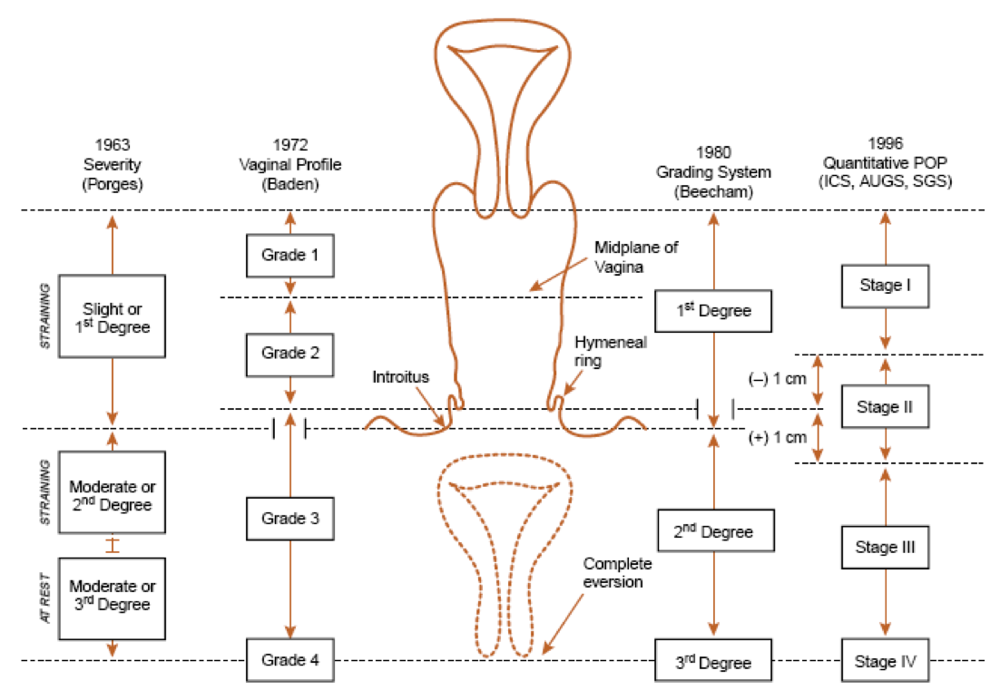 1963
Severity
(Porges)
1972
Vaginal Profile
(Baden)
1980
Grading System
(Beecham)
1996
Quantitative POP
(ICS, AUGS, SGS)
STRAINING
Slight or
1st Degree
STRAINING
Moderate or
2nd Degree
AT REST
Moderate or
3rd Degree
Grade 1
Grade 2
Grade 3
Grade 4
Midplane of
Vagina
Introitus
Hymeneal
ring
Complete
eversion
1st Degree
2nd Degree
3rd Degree
(–) 1 cm
(+) 1 cm
Stage I
Stage II
Stage III
Stage IV